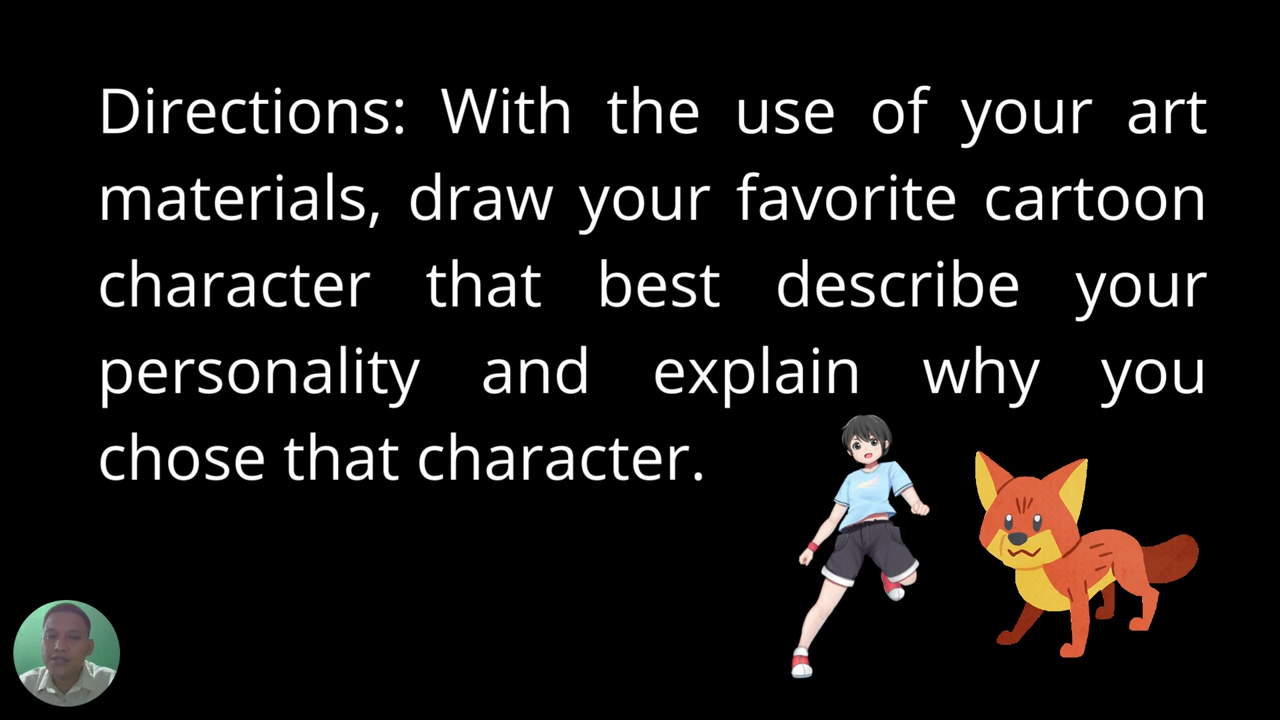 Directions: With the use of your art
materials, draw your favorite cartoon
character that best describe your
personality and explain why you
chose that character.